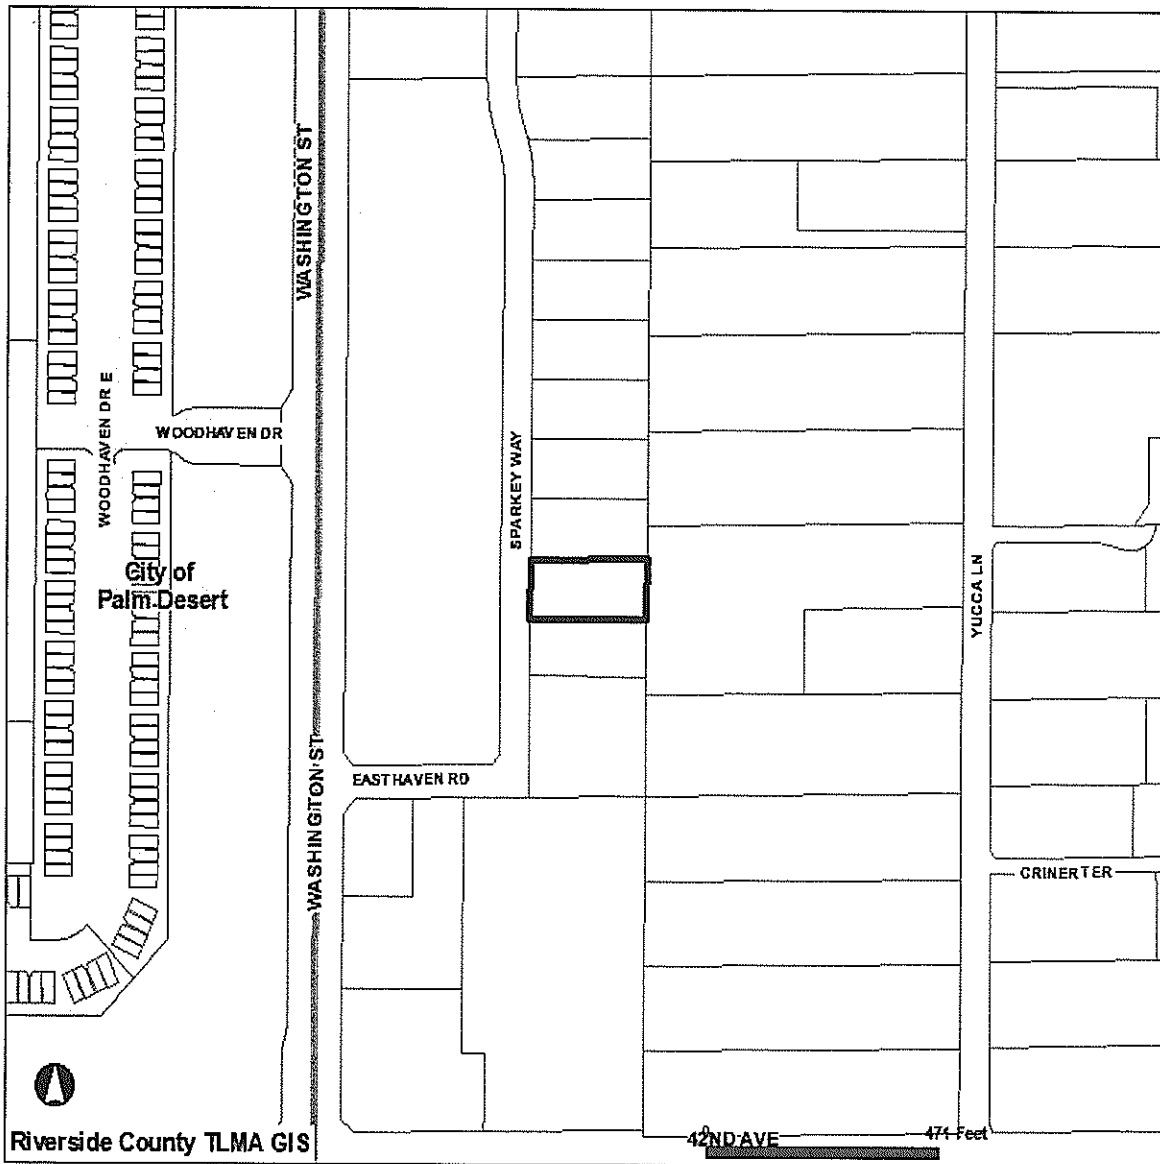 WASHINGTON ST
WOODHAVEN DR E
WOODHAVEN DR
SPARKEY WAY
City of
Palm Desert
YUCCA LN
WASHINGTON ST
EASTHAVEN RD
CRINER TER
Riverside County TLMA GIS
42ND AVE
0
471 Feet